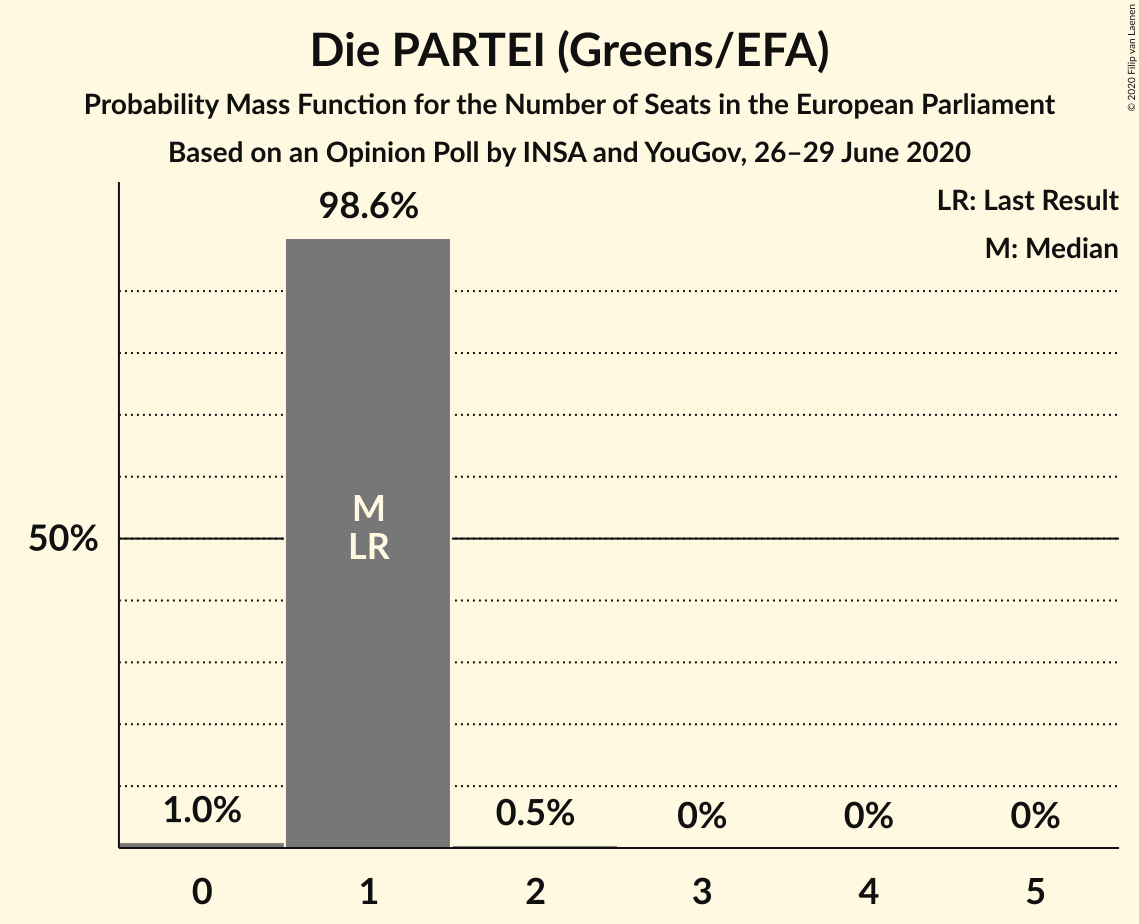 Die PARTEI (Greens/EFA)
Probability Mass Function for the Number of Seats in the European Parliament
Based on an Opinion Poll by INSA and YouGov, 26–29 June 2020
© 2020 Filip van Laenen
LR: Last Result
M: Median
98.6%
M
LR
50%
1.0%
0.5%
0%
0%
0%
0
1
2
3
4
5